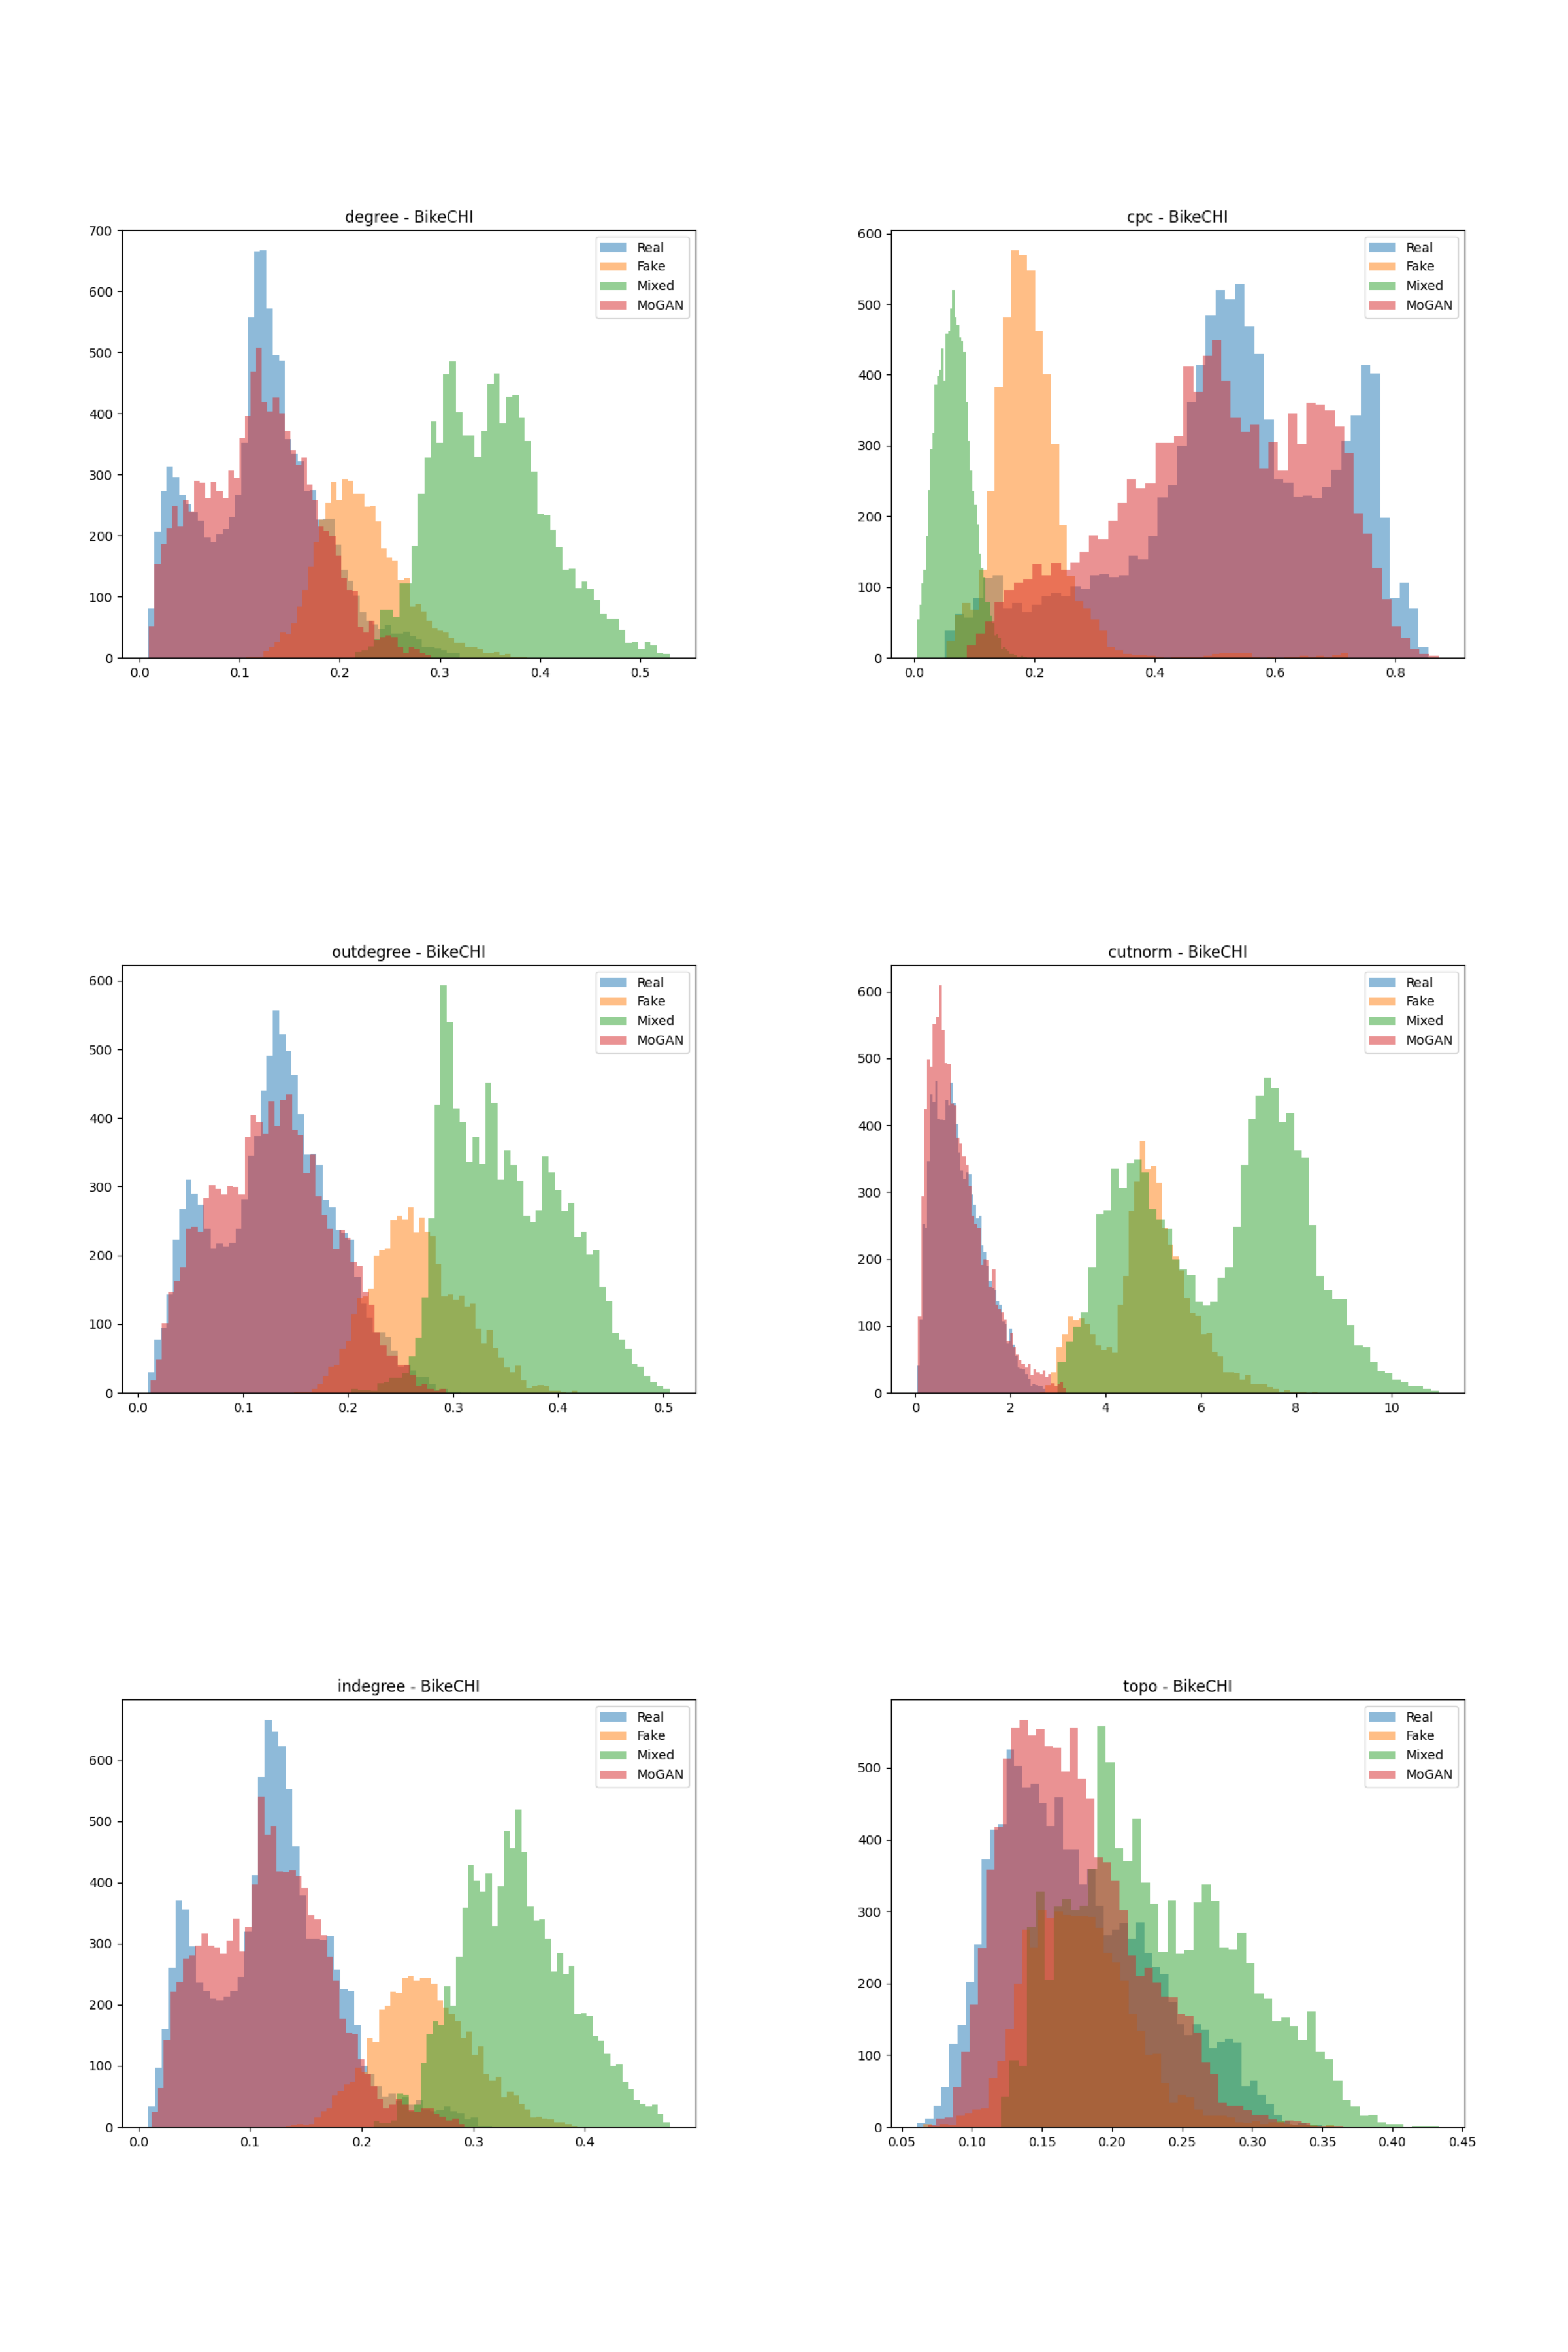 degree - BikeCHI
700
600
500
400
300
200
100
0
0.0 0.1 0.2 0.3 0.4 0.5
Real
Fake
Mixed
MoGAN
cpc - BikeCHI
600
500
400
300
200
100
0
0.0 0.2 0.4 0.6 0.8
Real
Fake
Mixed
MoGAN
outdegree - BikeCHI
600
500
400
300
200
100
0
0.0 0.1 0.2 0.3 0.4 0.5
Real
Fake
Mixed
MoGAN
cutnorm - BikeCHI
600
500
400
300
200
100
0
0 2 4 6 8 10
Real
Fake
Mixed
MoGAN
indegree - BikeCHI
600
500
400
300
200
100
0
0.0 0.1 0.2 0.3 0.4
Real
Fake
Mixed
MoGAN
topo - BikeCHI
500
400
300
200
100
0
0.05 0.10 0.15 0.20 0.25 0.30 0.35 0.40 0.45
Real
Fake
Mixed
MoGAN